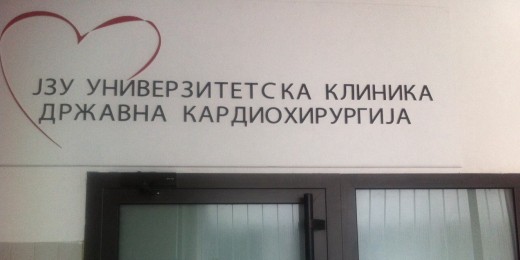 ЈЗУ УНИВЕРЗИТЕТСКА КЛИНИКА
ДРЖАВНА КАРДИОХИРУРГИЈА